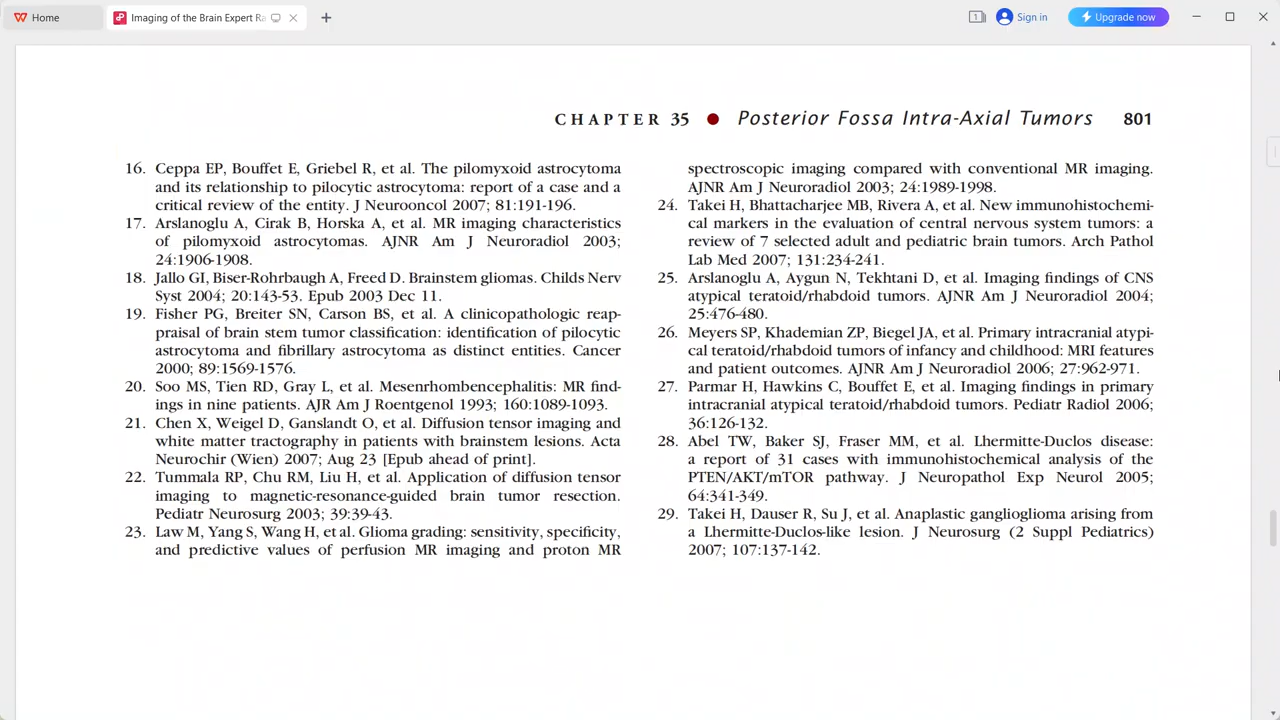 Home
Imaging of the Brain Expert Ra
1
Sign in
Upgrade now
CHAPTER 35 ● Posterior Fossa Intra-Axial Tumors 801
16. Ceppa EP, Bouffet E, Griebel R, et al. The pilomyxoid astrocytoma
and its relationship to pilocytic astrocytoma: report of a case and a
critical review of the entity. J Neurooncol 2007; 81:191-196.
17. Arslanoglu A, Cirak B, Horska A, et al. MR imaging characteristics
of pilomyxoid astrocytomas. AJNR Am J Neuroradiol 2003;
24:1906-1908.
18. Jallo GI, Biser-Rohrbaugh A, Freed D. Brainstem gliomas. Childs Nerv
Syst 2004; 20:143-53. Epub 2003 Dec 11.
19. Fisher PG, Breiter SN, Carson BS, et al. A clinicopathologic reap-
praisal of brain stem tumor classification: identification of pilocytic
astrocytoma and fibrillary astrocytoma as distinct entities. Cancer
2000; 89:1569-1576.
20. Soo MS, Tien RD, Gray L, et al. Mesenrhombencephalitis: MR find-
ings in nine patients. AJR Am J Roentgenol 1993; 160:1089-1093.
21. Chen X, Weigel D, Ganslandt O, et al. Diffusion tensor imaging and
white matter tractography in patients with brainstem lesions. Acta
Neurochir (Wien) 2007; Aug 23 [Epub ahead of print].
22. Tummala RP, Chu RM, Liu H, et al. Application of diffusion tensor
imaging to magnetic-resonance-guided brain tumor resection.
Pediatr Neurosurg 2003; 39:39-43.
23. Law M, Yang S, Wang H, et al. Glioma grading: sensitivity, specificity,
and predictive values of perfusion MR imaging and proton MR
spectroscopic imaging compared with conventional MR imaging.
AJNR Am J Neuroradiol 2003; 24:1989-1998.
24. Takei H, Bhattacharjee MB, Rivera A, et al. New immunohistochemi-
cal markers in the evaluation of central nervous system tumors: a
review of 7 selected adult and pediatric brain tumors. Arch Pathol
Lab Med 2007; 131:234-241.
25. Arslanoglu A, Aygun N, Tekhtani D, et al. Imaging findings of CNS
atypical teratoid/rhabdoid tumors. AJNR Am J Neuroradiol 2004;
25:476-480.
26. Meyers SP, Khademian ZP, Biegel JA, et al. Primary intracranial atypi-
cal teratoid/rhabdoid tumors of infancy and childhood: MRI features
and patient outcomes. AJNR Am J Neuroradiol 2006; 27:962-971.
27. Parmar H, Hawkins C, Bouffet E, et al. Imaging findings in primary
intracranial atypical teratoid/rhabdoid tumors. Pediatr Radiol 2006;
36:126-132.
28. Abel TW, Baker SJ, Fraser MM, et al. Lhermitte-Duclos disease:
a report of 31 cases with immunohistochemical analysis of the
PTEN/AKT/mTOR pathway. J Neuropathol Exp Neurol 2005;
64:341-349.
29. Takei H, Dauser R, Su J, et al. Anaplastic ganglioglioma arising from
a Lhermitte-Duclos-like lesion. J Neurosurg (2 Suppl Pediatrics)
2007; 107:137-142.